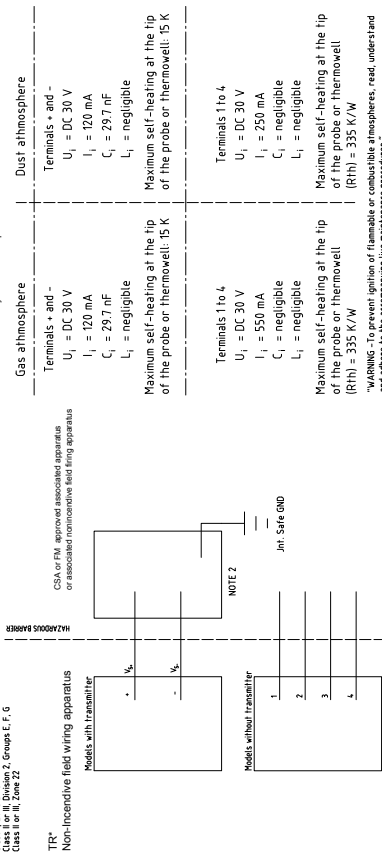 Class II or III, Division 2, Groups E, F, G
Class II or III, Zone 22
TR*
Non-Incendive field wiring apparatus
HAZARDOUS BARRIER
CSA or FM approved associated apparatus
or associated nonincendive field firing apparatus
Models with transmitter
+
-
Vs+
Vs-
NOTE 2
Jnt. Safe GND
Models without transmitter
1
2
3
4
Gas athmosphere
Terminals + and -
Ui = DC 30 V
Ii = 120 mA
Ci = 29.7 nF
Li = negligible
Maximum self-heating at the tip
of the probe or thermowell: 15 K
Terminals 1 to 4
Ui = DC 30 V
Ii = 550 mA
Ci = negligible
Li = negligible
Maximum self-heating at the tip
of the probe or thermowell
(Rth) = 335 K/W
Dust athmosphere
Terminals + and -
Ui = DC 30 V
Ii = 120 mA
Ci = 29.7 nF
Li = negligible
Maximum self-heating at the tip
of the probe or thermowell: 15 K
Terminals 1 to 4
Ui = DC 30 V
Ii = 250 mA
Ci = negligible
Li = negligible
Maximum self-heating at the tip
of the probe or thermowell
(Rth) = 335 K/W
"WARNING -To prevent ignition of flammable or combustible atmospheres, read, understand